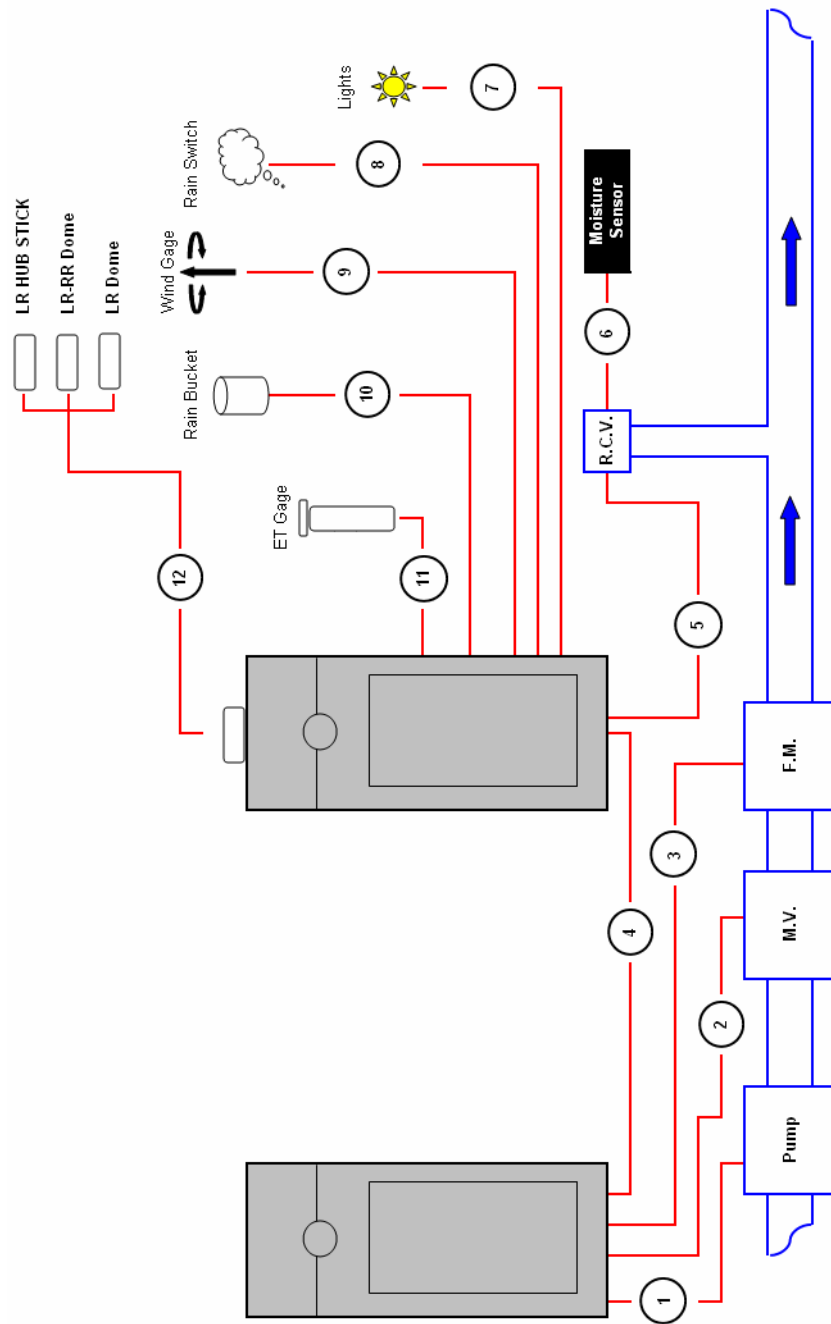 LR HUB STICK
LR-RR Dome
LR Dome
12
ET Gage
11
Rain Bucket
10
Wind Gage
9
Rain Switch
8
Lights
7
Moisture
Sensor
6
R.C.V.
5
4
3
2
1
Pump
M.V.
F.M.